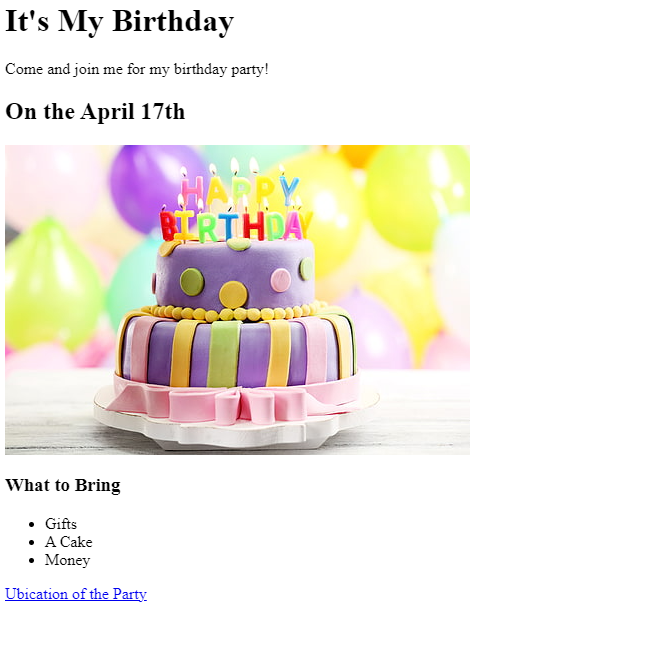 It's My Birthday
Come and join me for my birthday party!
On the April 17th
HAPPY
BIRTHDAY
What to Bring
Gifts
A Cake
Money
Ubication of the Party